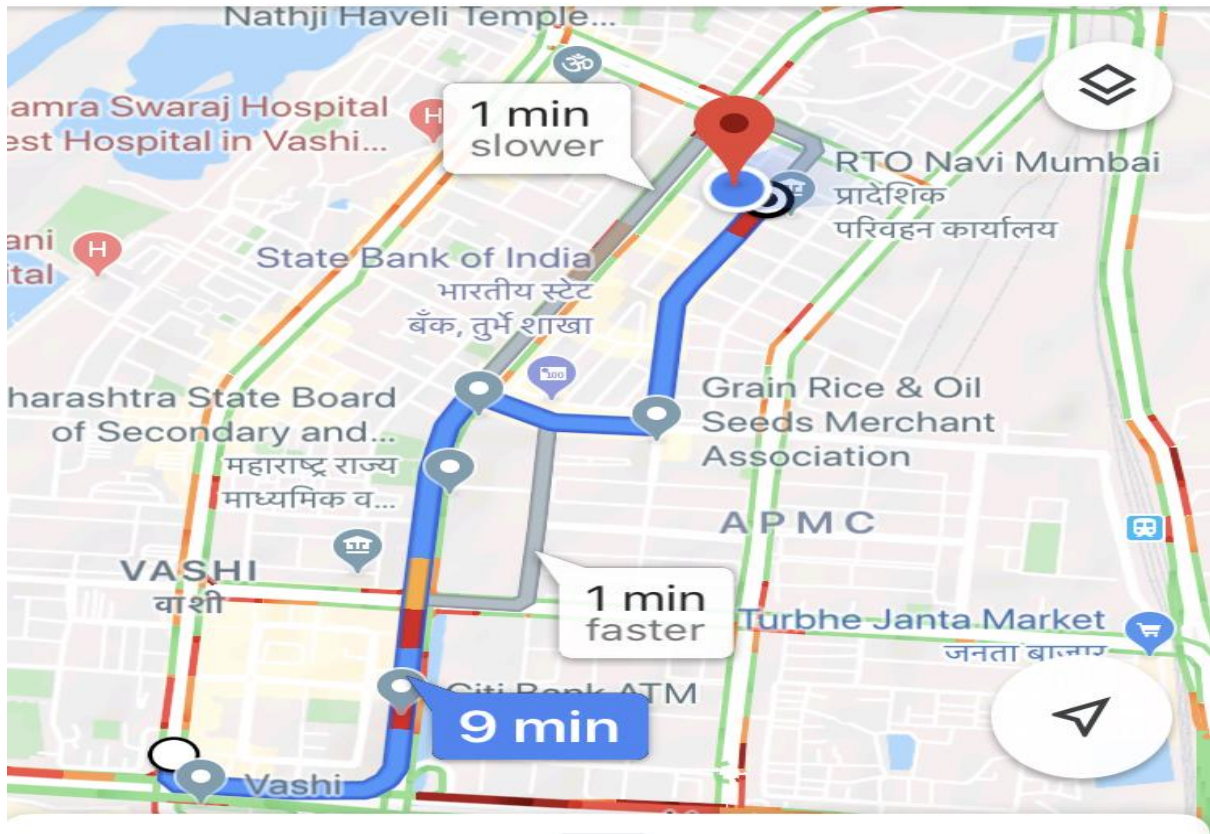 Nathji Haveli Temple...
amra Swaraj Hospital
est Hospital in Vashi...
H
1 min
slower
RTO Navi Mumbai
प्रादेशिक
परिवहन कार्यालय
ani
ital
H
State Bank of India
भारतीय स्टेट
बँक, तुर्भे शाखा
100
harashtra State Board
of Secondary and...
महाराष्ट्र राज्य
माध्यमिक व...
Grain Rice & Oil
Seeds Merchant
Association
APMC
VASHI
वाशी
1 min
faster
Turbhe Janta Market
जनता बाजार
Citi Bank ATM
9 min
Vashi